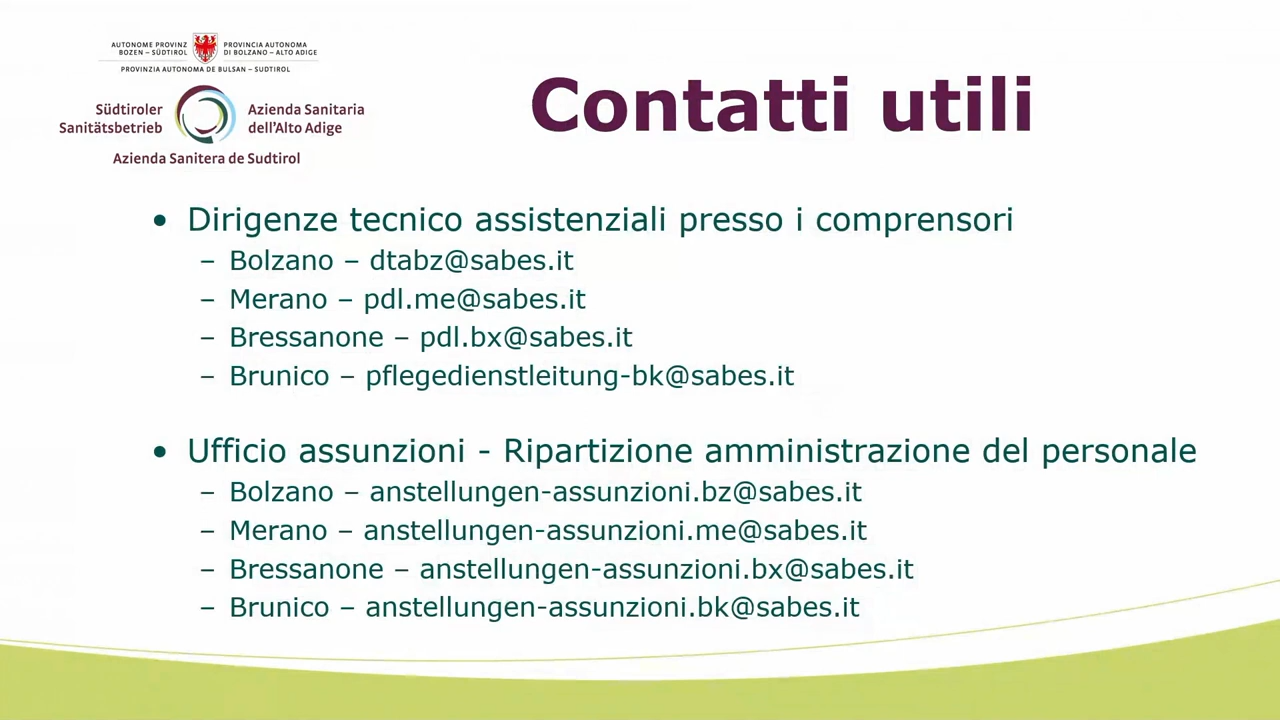 AUTONOME PROVINZ
BOZEN – SÜDTIROL
PROVINCIA AUTONOMA
DI BOLZANO – ALTO ADIGE
PROVINZIA AUTONOMA DE BULSAN – SUDTIROL
Südtiroler
Sanitätsbetrieb
Azienda Sanitaria
dell'Alto Adige
Azienda Sanitera de Sudtirol
Contatti utili
• Dirigenze tecnico assistenziali presso i comprensori
– Bolzano – dtabz@sabes.it
– Merano – pdl.me@sabes.it
– Bressanone – pdl.bx@sabes.it
– Brunico – pflegedienstleitung-bk@sabes.it
• Ufficio assunzioni - Ripartizione amministrazione del personale
– Bolzano – anstellungen-assunzioni.bz@sabes.it
– Merano – anstellungen-assunzioni.me@sabes.it
– Bressanone – anstellungen-assunzioni.bx@sabes.it
– Brunico – anstellungen-assunzioni.bk@sabes.it